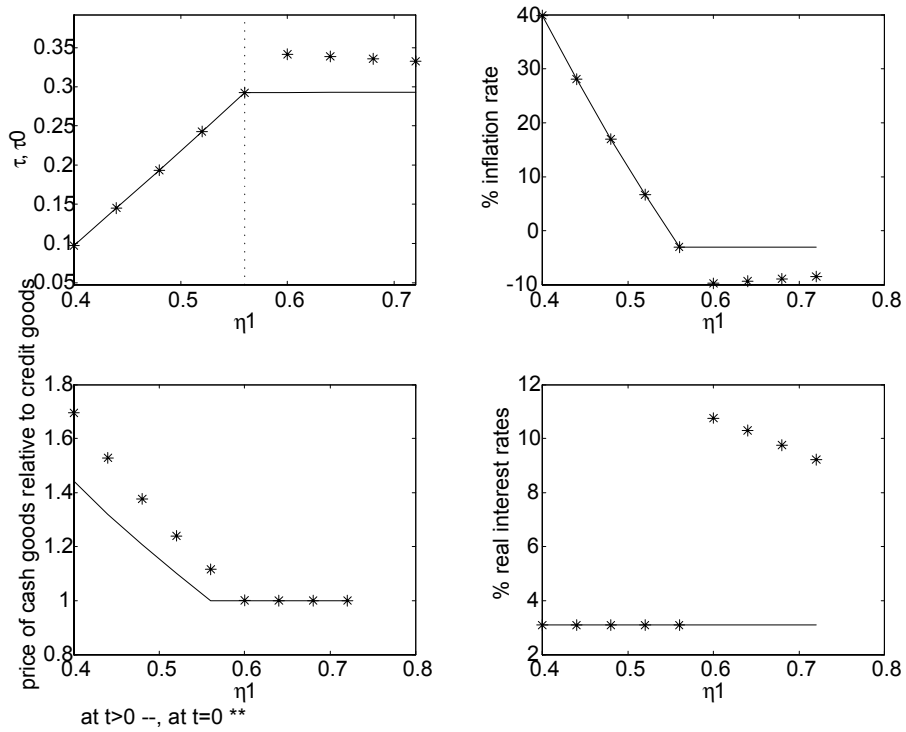 0.35
0.3
0.25
0.2
0.15
0.1
0.05
τ, τ0
0.4 0.5 0.6 0.7
η1
40
30
20
10
0
-10
% inflation rate
0.4 0.5 0.6 0.7 0.8
η1
1.8
1.6
1.4
1.2
1
0.8
price of cash goods relative to credit goods
0.4 0.5 0.6 0.7 0.8
η1
12
10
8
6
4
2
% real interest rates
0.4 0.5 0.6 0.7 0.8
η1
at t>0 --, at t=0 **